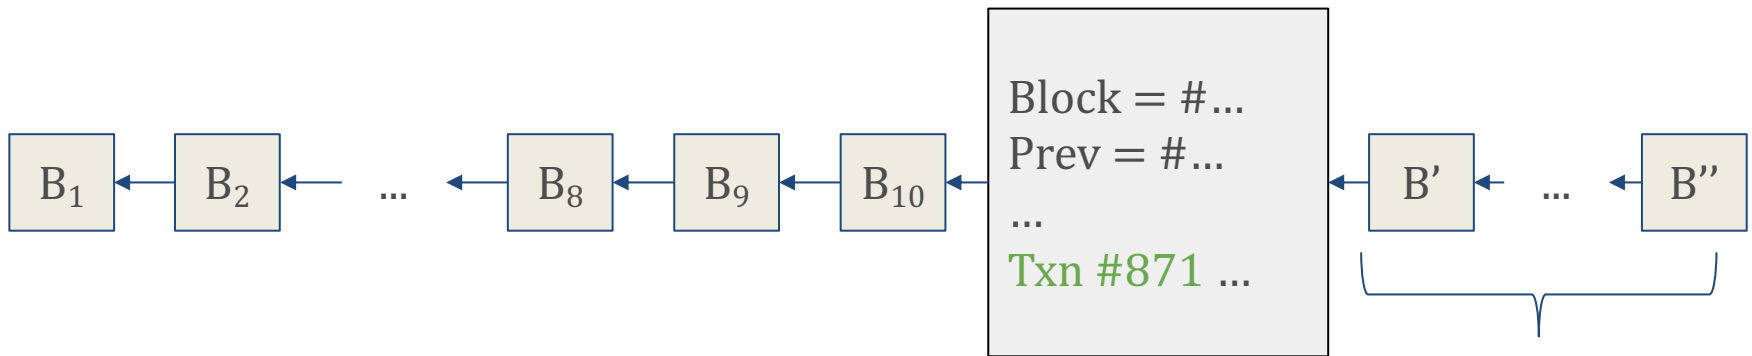 B₁
B₂
...
B₈
B₉
B₁₀
Block = #...
Prev = #...
...
Txn #871 ...
B’
...
B’’